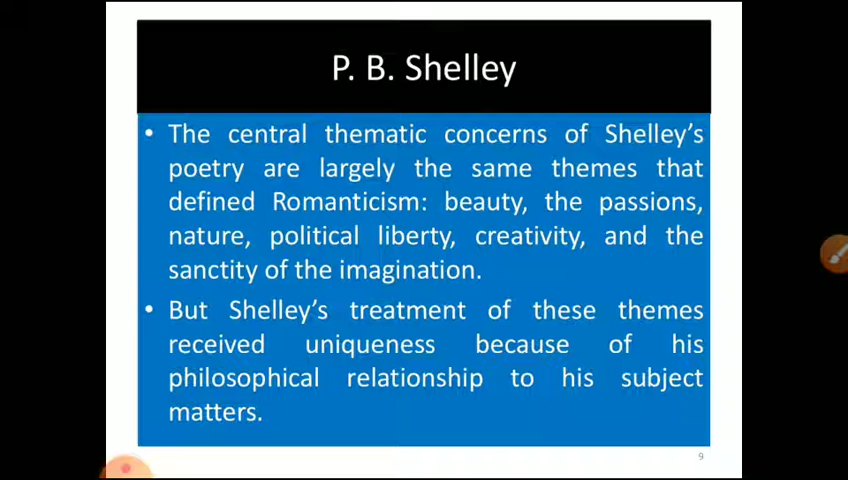 P. B. Shelley
• The central thematic concerns of Shelley’s
poetry are largely the same themes that
defined Romanticism: beauty, the passions,
nature, political liberty, creativity, and the
sanctity of the imagination.
• But Shelley’s treatment of these themes
received uniqueness because of his
philosophical relationship to his subject
matters.
9